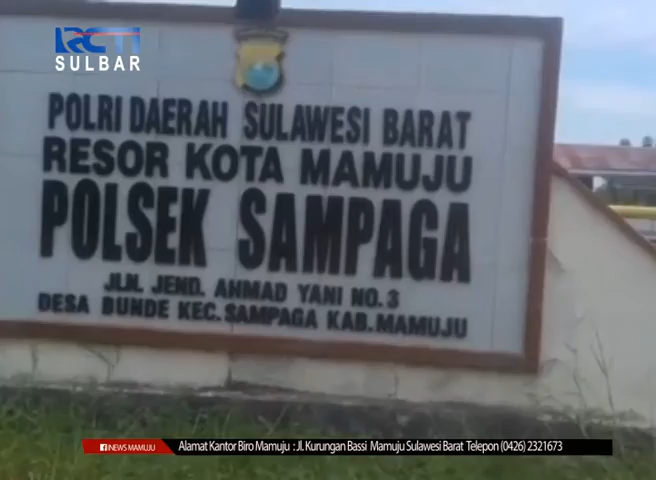 RCTI
SULBAR
POLRI DAERAH SULAWESI BARAT
RESOR KOTA MAMUJU
POLSEK SAMPAGA
JLN. JEND. AHMAD YANI NO.3
DESA BUNDE KEC.SAMPAGA KAB.MAMUJU
INEWS MAMUJU
Alamat Kantor Biro Mamuju : Jl. Kurungan Bassi Mamuju Sulawesi Barat Telepon (0426) 2321673